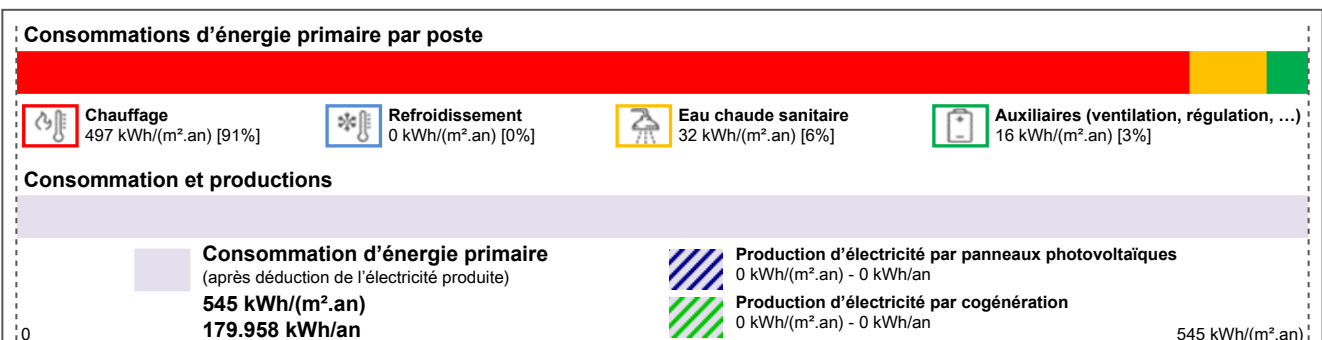 Consommations d’énergie primaire par poste
Chauffage
497 kWh/(m².an) [91%]
Refroidissement
0 kWh/(m².an) [0%]
Eau chaude sanitaire
32 kWh/(m².an) [6%]
Auxiliaires (ventilation, régulation, …)
16 kWh/(m².an) [3%]
Consommation et productions
Consommation d’énergie primaire
(après déduction de l’électricité produite)
545 kWh/(m².an)
179.958 kWh/an
Production d’électricité par panneaux photovoltaïques
0 kWh/(m².an) - 0 kWh/an
Production d’électricité par cogénération
0 kWh/(m².an) - 0 kWh/an
0
545 kWh/(m².an)